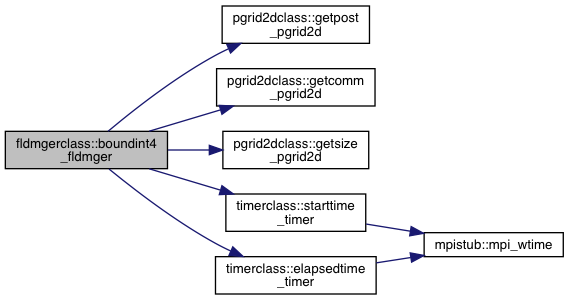 pgrid2dclass::getpost
_pgrid2d
pgrid2dclass::getcomm
_pgrid2d
fldmgerclass::boundint4
_fldmger
pgrid2dclass::getsize
_pgrid2d
timerclass::starttime
_timer
mpistub::mpi_wtime
timerclass::elapsedtime
_timer